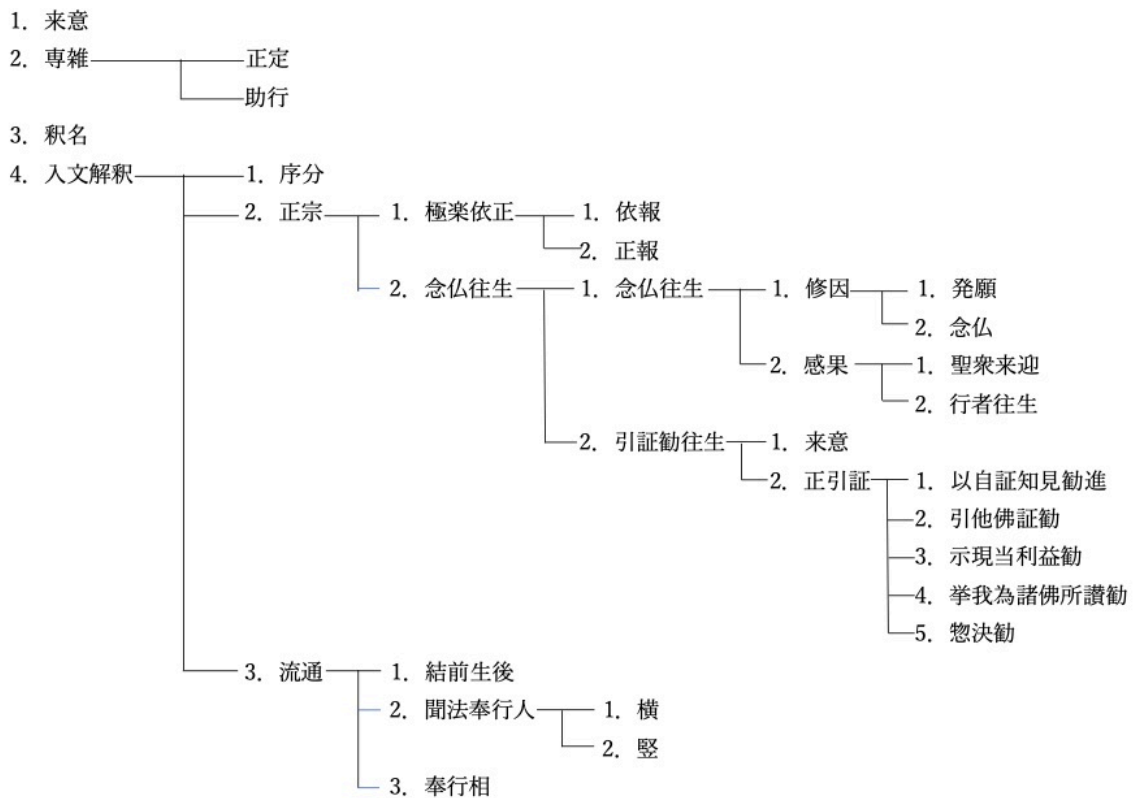 1. 来意
2. 専雑 正定
助行
3. 釈名
4. 入文解釈 1. 序分
2. 正宗 1. 極楽依正 1. 依報
2. 正報
2. 念仏往生 1. 念仏往生 1. 修因 1. 発願
2. 念仏
2. 感果 1. 聖衆来迎
2. 行者往生
2. 引証勧往生 1. 来意
2. 正引証 1. 以自証知見勧進
2. 引他佛証勧
3. 示現当利益勧
4. 挙我為諸佛所讃勧
5. 惣決勧
3. 流通 1. 結前生後
2. 聞法奉行人 1. 横
2. 竪
3. 奉行相